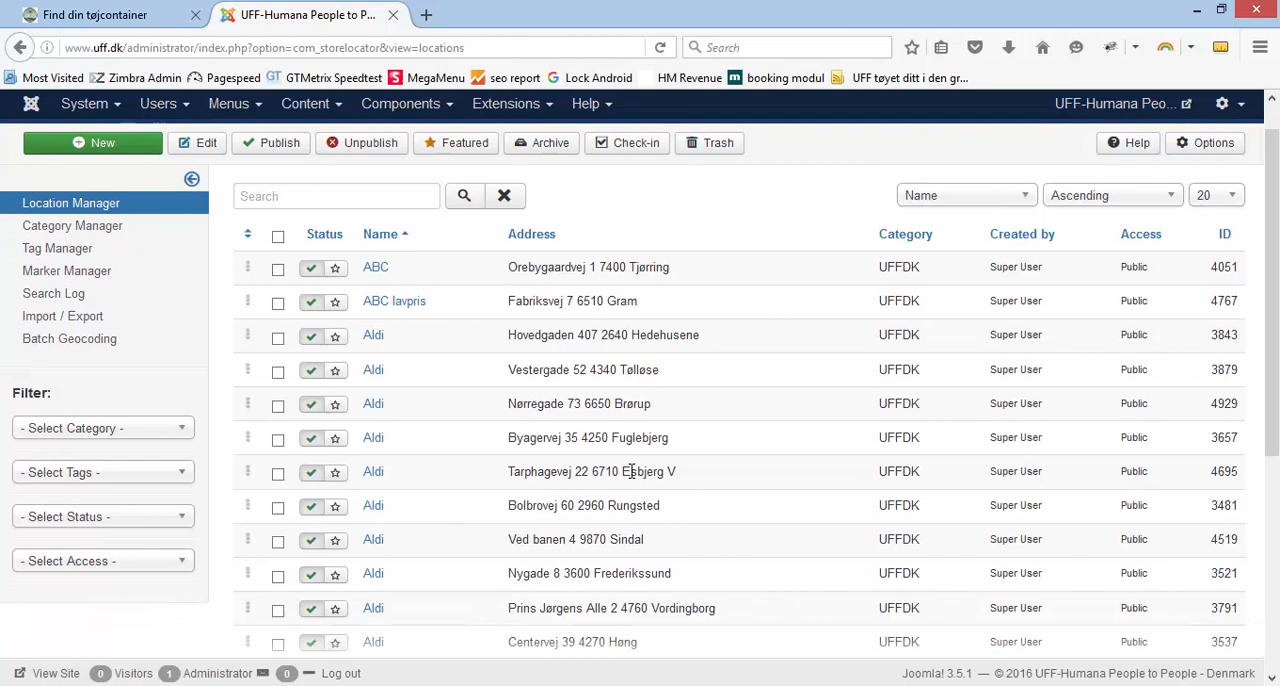 Find din tøjcontainer
UFF-Humana People to P...
www.uff.dk/administrator/index.php?option=com_storelocator&view=locations
Search
Most Visited Zimbra Admin Pagespeed GTMetrix Speedtest MegaMenu seo report Lock Android HM Revenue booking modul UFF tøyet ditt i den gr...
System Users Menus Content Components Extensions Help UFF-Humana Peo...
New Edit Publish Unpublish Featured Archive Check-in Trash Help Options
Location Manager
Category Manager
Tag Manager
Marker Manager
Search Log
Import / Export
Batch Geocoding
Filter:
- Select Category -
- Select Tags -
- Select Status -
- Select Access -
Search Name Ascending 20
Status Name Address Category Created by Access ID
ABC Orebygaardvej 1 7400 Tjørring UFFDK Super User Public 4051
ABC lavpris Fabriksvej 7 6510 Gram UFFDK Super User Public 4767
Aldi Hovedgaden 407 2640 Hedehusene UFFDK Super User Public 3843
Aldi Vestergade 52 4340 Tølløse UFFDK Super User Public 3879
Aldi Nørregade 73 6650 Brørup UFFDK Super User Public 4929
Aldi Byagervej 35 4250 Fuglebjerg UFFDK Super User Public 3657
Aldi Tarphagevej 22 6710 Esbjerg V UFFDK Super User Public 4695
Aldi Bolbrovej 60 2960 Rungsted UFFDK Super User Public 3481
Aldi Ved banen 4 9870 Sindal UFFDK Super User Public 4519
Aldi Nygade 8 3600 Frederikssund UFFDK Super User Public 3521
Aldi Prins Jørgens Alle 2 4760 Vordingborg UFFDK Super User Public 3791
Aldi Centervej 39 4270 Høng UFFDK Super User Public 3537
View Site 0 Visitors 1 Administrator 0 Log out Joomla! 3.5.1 — © 2016 UFF-Humana People to People - Denmark